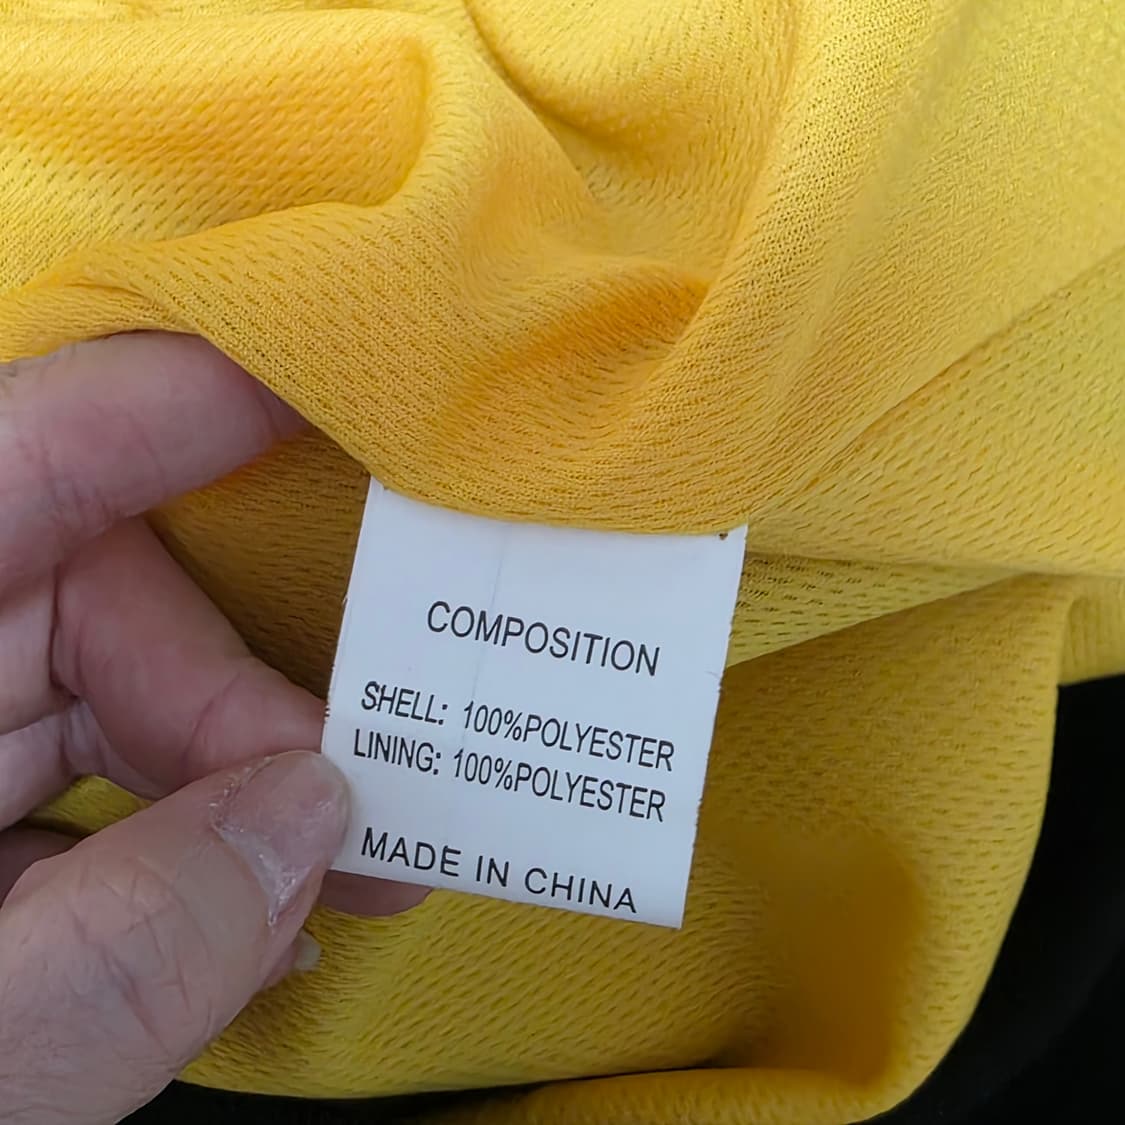 COMPOSITION
SHELL: 100%POLYESTER
LINING: 100%POLYESTER
MADE IN CHINA